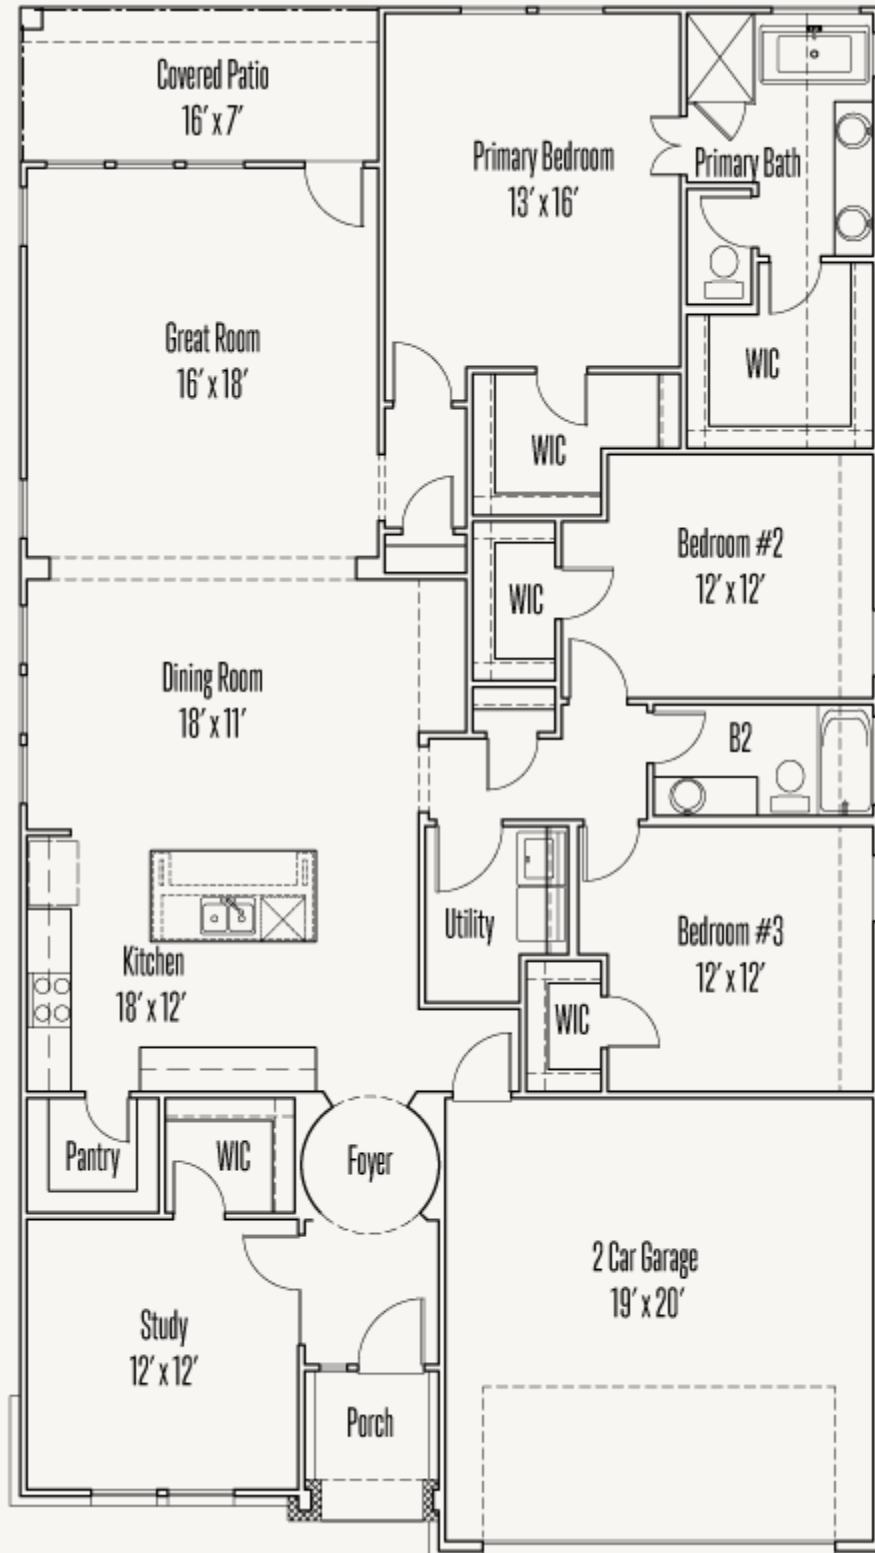 Covered Patio
16' x 7'
Primary Bedroom
13' x 16'
Primary Bath
Great Room
16' x 18'
WIC
WIC
Bedroom #2
12' x 12'
WIC
Dining Room
18' x 11'
B2
Utility
Bedroom #3
12' x 12'
Kitchen
18' x 12'
WIC
Pantry
WIC
Foyer
2 Car Garage
19' x 20'
Study
12' x 12'
Porch